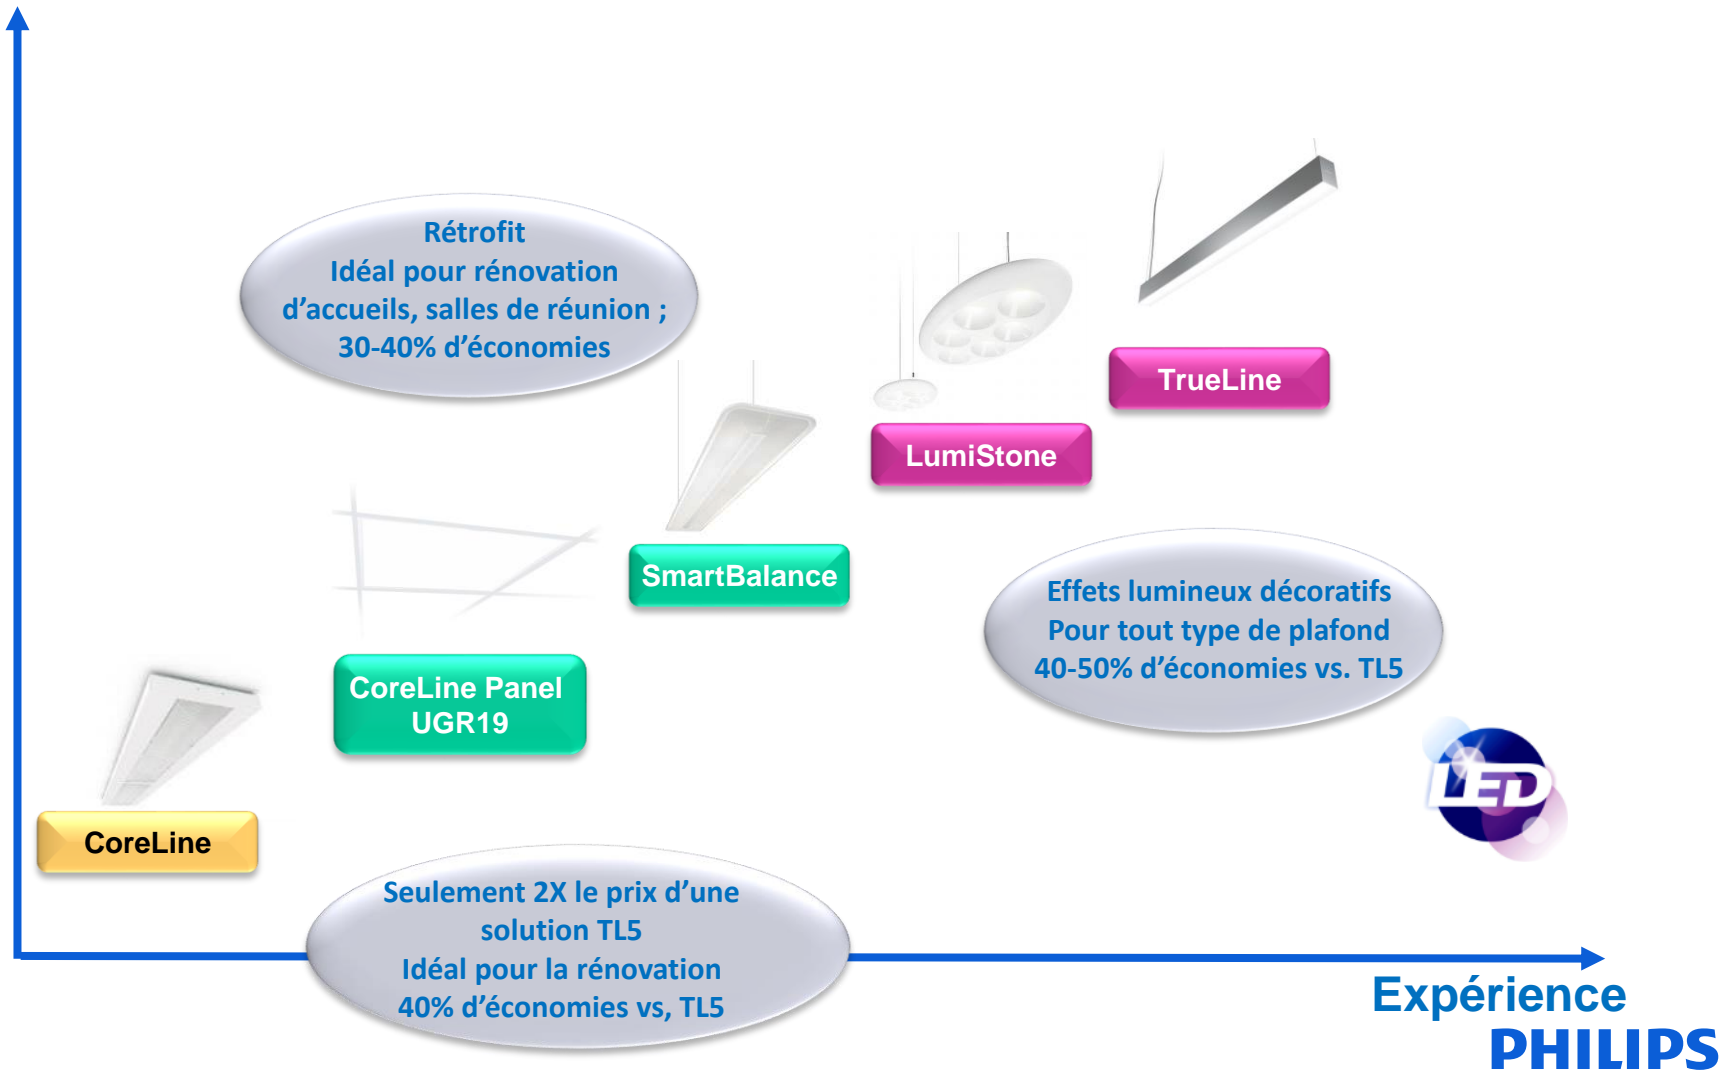 Rétrofit
Idéal pour rénovation
d’accueils, salles de réunion ;
30-40% d’économies
TrueLine
LumiStone
SmartBalance
Effets lumineux décoratifs
Pour tout type de plafond
40-50% d’économies vs. TL5
CoreLine Panel
UGR19
LED
CoreLine
Seulement 2X le prix d’une
solution TL5
Idéal pour la rénovation
40% d’économies vs, TL5
Expérience
PHILIPS